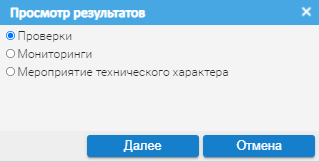 Просмотр результатов
Проверки
Мониторинги
Мероприятие технического характера
Далее
Отмена